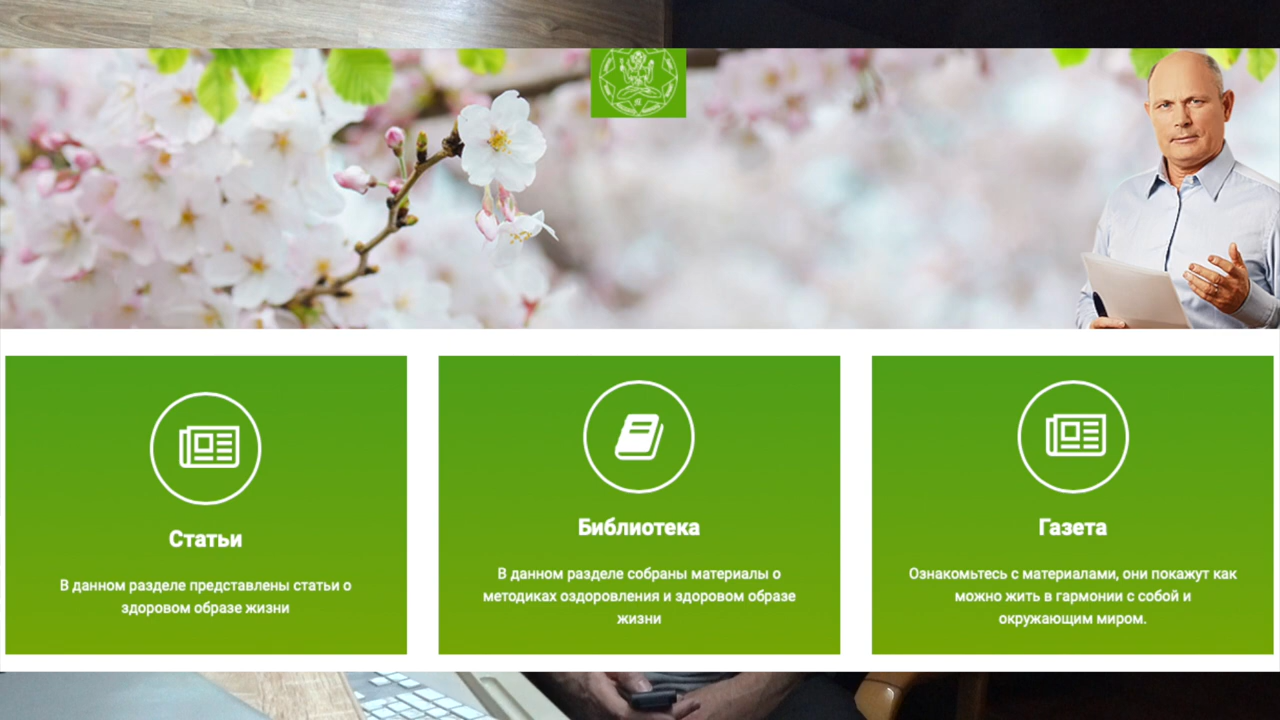 Статьи
В данном разделе представлены статьи о
здоровом образе жизни
Библиотека
В данном разделе собраны материалы о
методиках оздоровления и здоровом образе
жизни
Газета
Ознакомьтесь с материалами, они покажут как
можно жить в гармонии с собой и
окружающим миром.